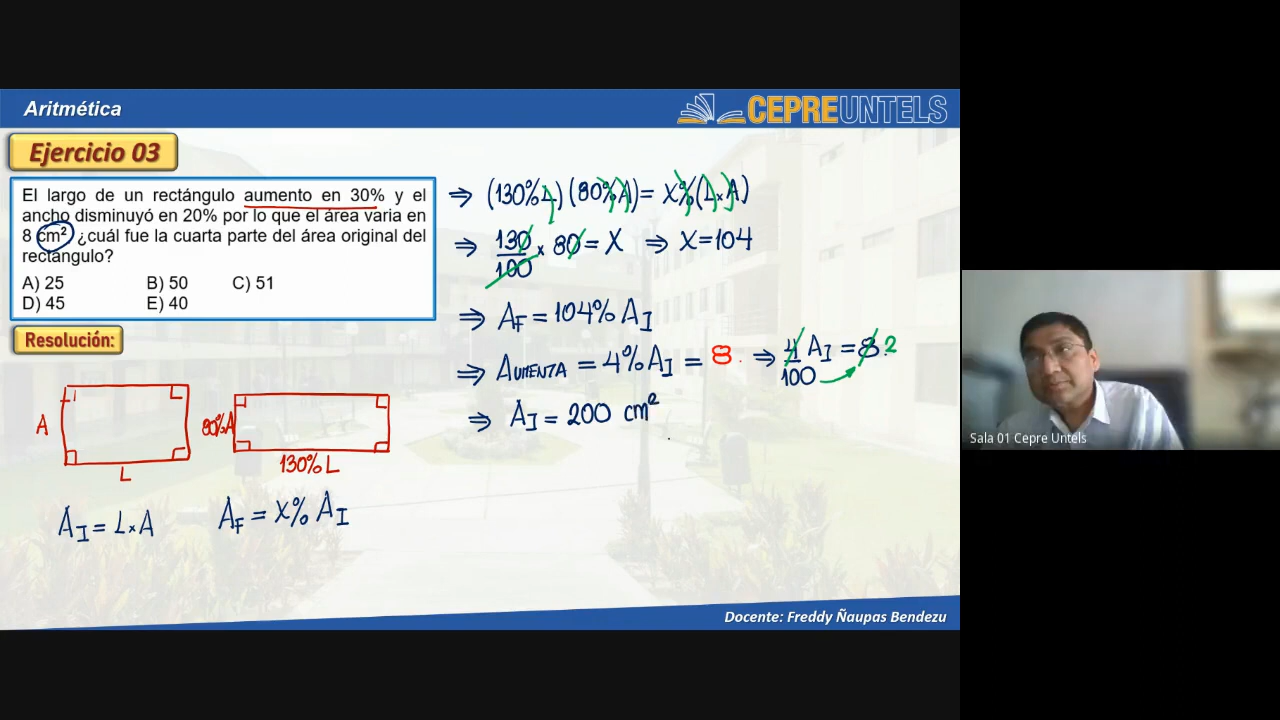 Aritmética
CEPREUNTELS
Ejercicio 03
El largo de un rectángulo aumento en 30% y el
ancho disminuyó en 20% por lo que el área varia en
8 cm² ¿cuál fue la cuarta parte del área original del
rectángulo?
A) 25 B) 50 C) 51
D) 45 E) 40
Resolución:
A
L
80%A
130% L
A_I = L×A
A_F = X% A_I
⇒ (130%L)(80%A) = X%(L×A)
⇒ 130/100 × 80 = X ⇒ X=104
⇒ A_F = 104% A_I
⇒ AUMENTA = 4% A_I = 8. ⇒ 4/100 A_I = 8. 2
⇒ A_I = 200 cm²
Sala 01 Cepre Untels
Docente: Freddy Ñaupas Bendezu